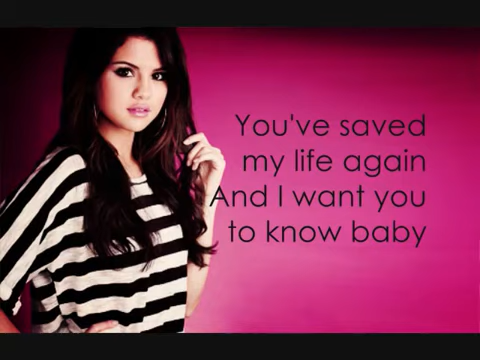 You've saved
my life again
And I want you
to know baby